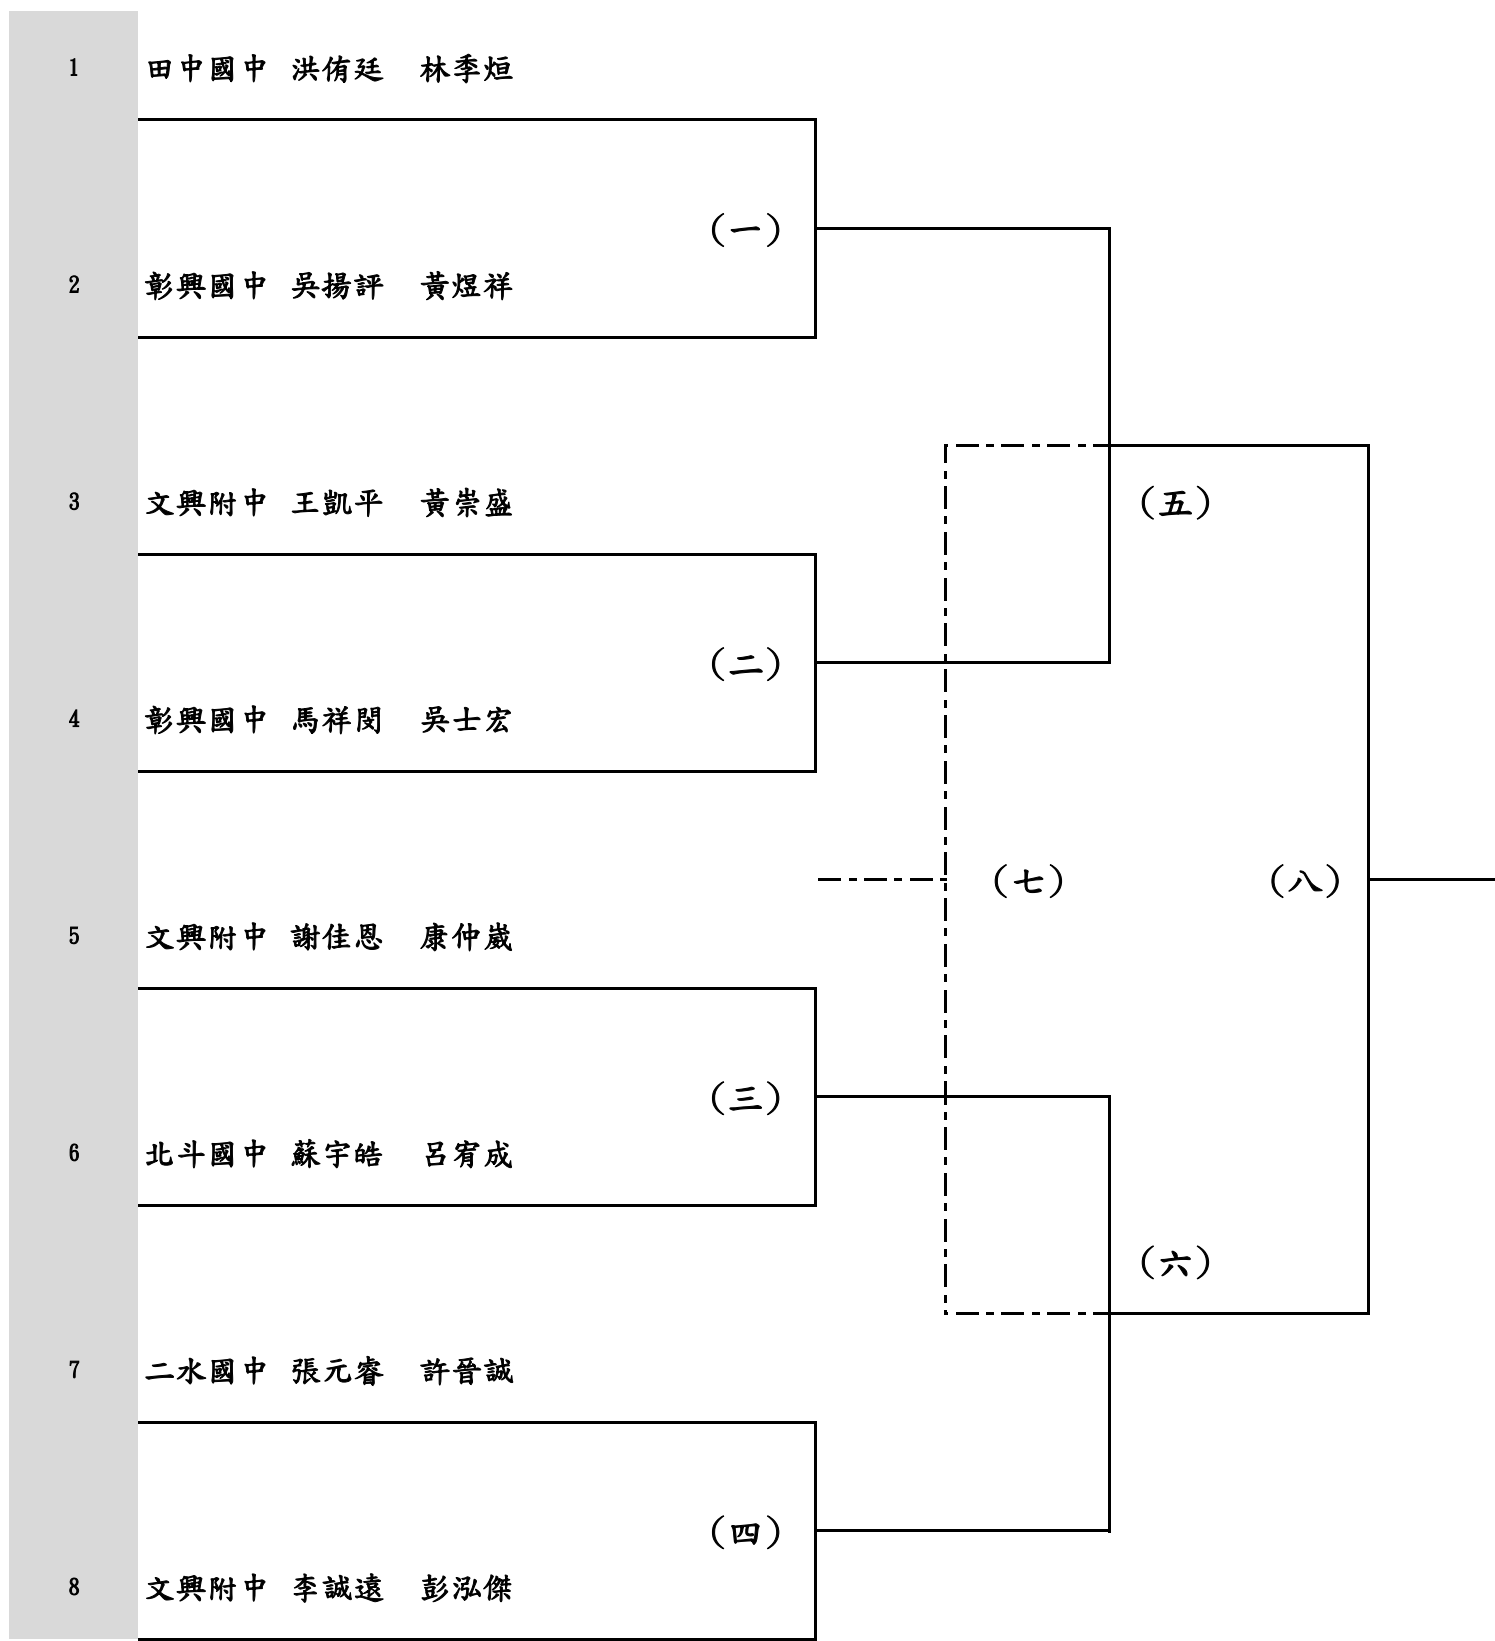 1 田中國中 洪侑廷 林季烜
(一)
2 彰興國中 吳揚評 黃煜祥
3 文興附中 王凱平 黃崇盛
(五)
(二)
4 彰興國中 馬祥閔 吳士宏
(七) (八)
5 文興附中 謝佳恩 康仲崴
(三)
6 北斗國中 蘇宇皓 呂宥成
(六)
7 二水國中 張元睿 許晉誠
(四)
8 文興附中 李誠遠 彭泓傑